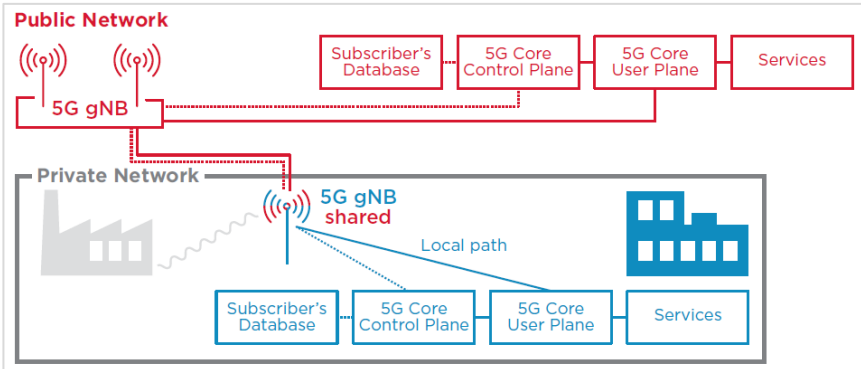 Public Network
Subscriber's
Database
5G Core
Control Plane
5G Core
User Plane
Services
5G gNB
Private Network
5G gNB
shared
Local path
Subscriber's
Database
5G Core
Control Plane
5G Core
User Plane
Services